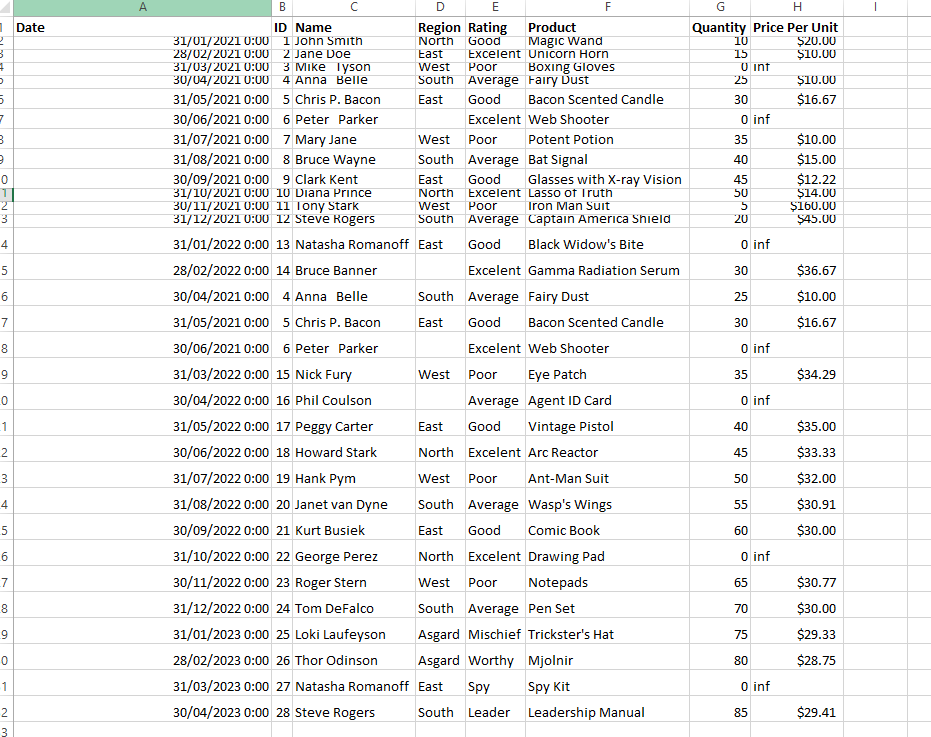 A B C D E F G H I
1 Date ID Name Region Rating Product Quantity Price Per Unit
2 31/01/2021 0:00 1 John Smith North Good Magic Wand 10 $20.00
3 28/02/2021 0:00 2 Jane Doe East Excelent Unicorn Horn 15 $10.00
4 31/03/2021 0:00 3 Mike Tyson West Poor Boxing Gloves 0 inf
5 30/04/2021 0:00 4 Anna Belle South Average Fairy Dust 25 $10.00
6 31/05/2021 0:00 5 Chris P. Bacon East Good Bacon Scented Candle 30 $16.67
7 30/06/2021 0:00 6 Peter Parker Excelent Web Shooter 0 inf
8 31/07/2021 0:00 7 Mary Jane West Poor Potent Potion 35 $10.00
9 31/08/2021 0:00 8 Bruce Wayne South Average Bat Signal 40 $15.00
0 30/09/2021 0:00 9 Clark Kent East Good Glasses with X-ray Vision 45 $12.22
1 31/10/2021 0:00 10 Diana Prince North Excelent Lasso of Truth 50 $14.00
2 30/11/2021 0:00 11 Tony Stark West Poor Iron Man Suit 5 $160.00
3 31/12/2021 0:00 12 Steve Rogers South Average Captain America Shield 20 $45.00
4 31/01/2022 0:00 13 Natasha Romanoff East Good Black Widow's Bite 0 inf
5 28/02/2022 0:00 14 Bruce Banner Excelent Gamma Radiation Serum 30 $36.67
6 30/04/2021 0:00 4 Anna Belle South Average Fairy Dust 25 $10.00
7 31/05/2021 0:00 5 Chris P. Bacon East Good Bacon Scented Candle 30 $16.67
8 30/06/2021 0:00 6 Peter Parker Excelent Web Shooter 0 inf
9 31/03/2022 0:00 15 Nick Fury West Poor Eye Patch 35 $34.29
0 30/04/2022 0:00 16 Phil Coulson Average Agent ID Card 0 inf
1 31/05/2022 0:00 17 Peggy Carter East Good Vintage Pistol 40 $35.00
2 30/06/2022 0:00 18 Howard Stark North Excelent Arc Reactor 45 $33.33
3 31/07/2022 0:00 19 Hank Pym West Poor Ant-Man Suit 50 $32.00
4 31/08/2022 0:00 20 Janet van Dyne South Average Wasp's Wings 55 $30.91
5 30/09/2022 0:00 21 Kurt Busiek East Good Comic Book 60 $30.00
6 31/10/2022 0:00 22 George Perez North Excelent Drawing Pad 0 inf
7 30/11/2022 0:00 23 Roger Stern West Poor Notepads 65 $30.77
8 31/12/2022 0:00 24 Tom DeFalco South Average Pen Set 70 $30.00
9 31/01/2023 0:00 25 Loki Laufeyson Asgard Mischief Trickster's Hat 75 $29.33
0 28/02/2023 0:00 26 Thor Odinson Asgard Worthy Mjolnir 80 $28.75
1 31/03/2023 0:00 27 Natasha Romanoff East Spy Spy Kit 0 inf
2 30/04/2023 0:00 28 Steve Rogers South Leader Leadership Manual 85 $29.41
3